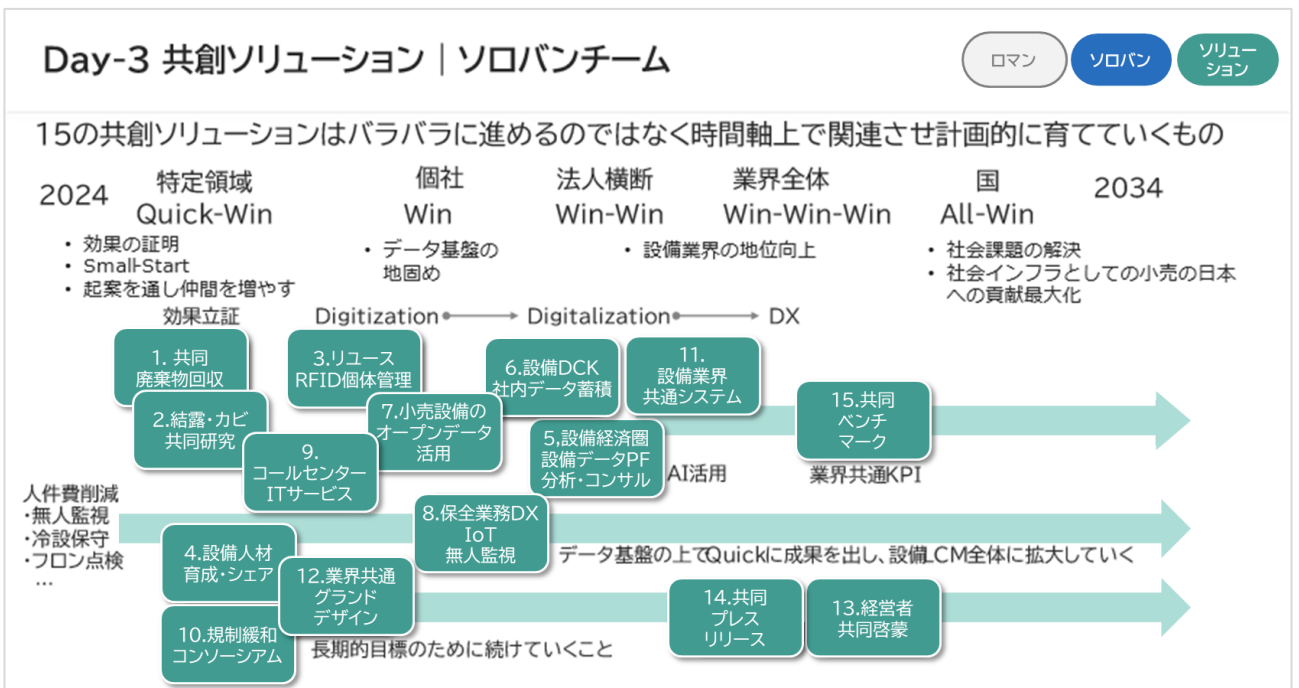 Day-3 共創ソリューション｜ソロバンチーム
ロマン
ソロバン
ソリュー
ション
15の共創ソリューションはバラバラに進めるのではなく時間軸上で関連させ計画的に育てていくもの
2024
特定領域
Quick-Win
個社
Win
法人横断
Win-Win
業界全体
Win-Win-Win
国
All-Win
2034
• 効果の証明
• Small-Start
• 起案を通し仲間を増やす
• データ基盤の
地固め
• 設備業界の地位向上
• 社会課題の解決
• 社会インフラとしての小売の日本
への貢献最大化
効果立証
Digitization
Digitalization
DX
1. 共同
廃棄物回収
2.結露・カビ
共同研究
3.リユース
RFID個体管理
7.小売設備の
オープンデータ
活用
9.
コールセンター
ITサービス
6.設備DCK
社内データ蓄積
5,設備経済圏
設備データPF
分析・コンサル
AI活用
11.
設備業界
共通システム
15.共同
ベンチ
マーク
業界共通KPI
人件費削減
・無人監視
・冷設保守
・フロン点検
…
8.保全業務DX
IoT
無人監視
データ基盤の上でQuickに成果を出し、設備LCM全体に拡大していく
4.設備人材
育成・シェア
12.業界共通
グランド
デザイン
10.規制緩和
コンソーシアム
長期的目標のために続けていくこと
14.共同
プレス
リリース
13.経営者
共同啓蒙